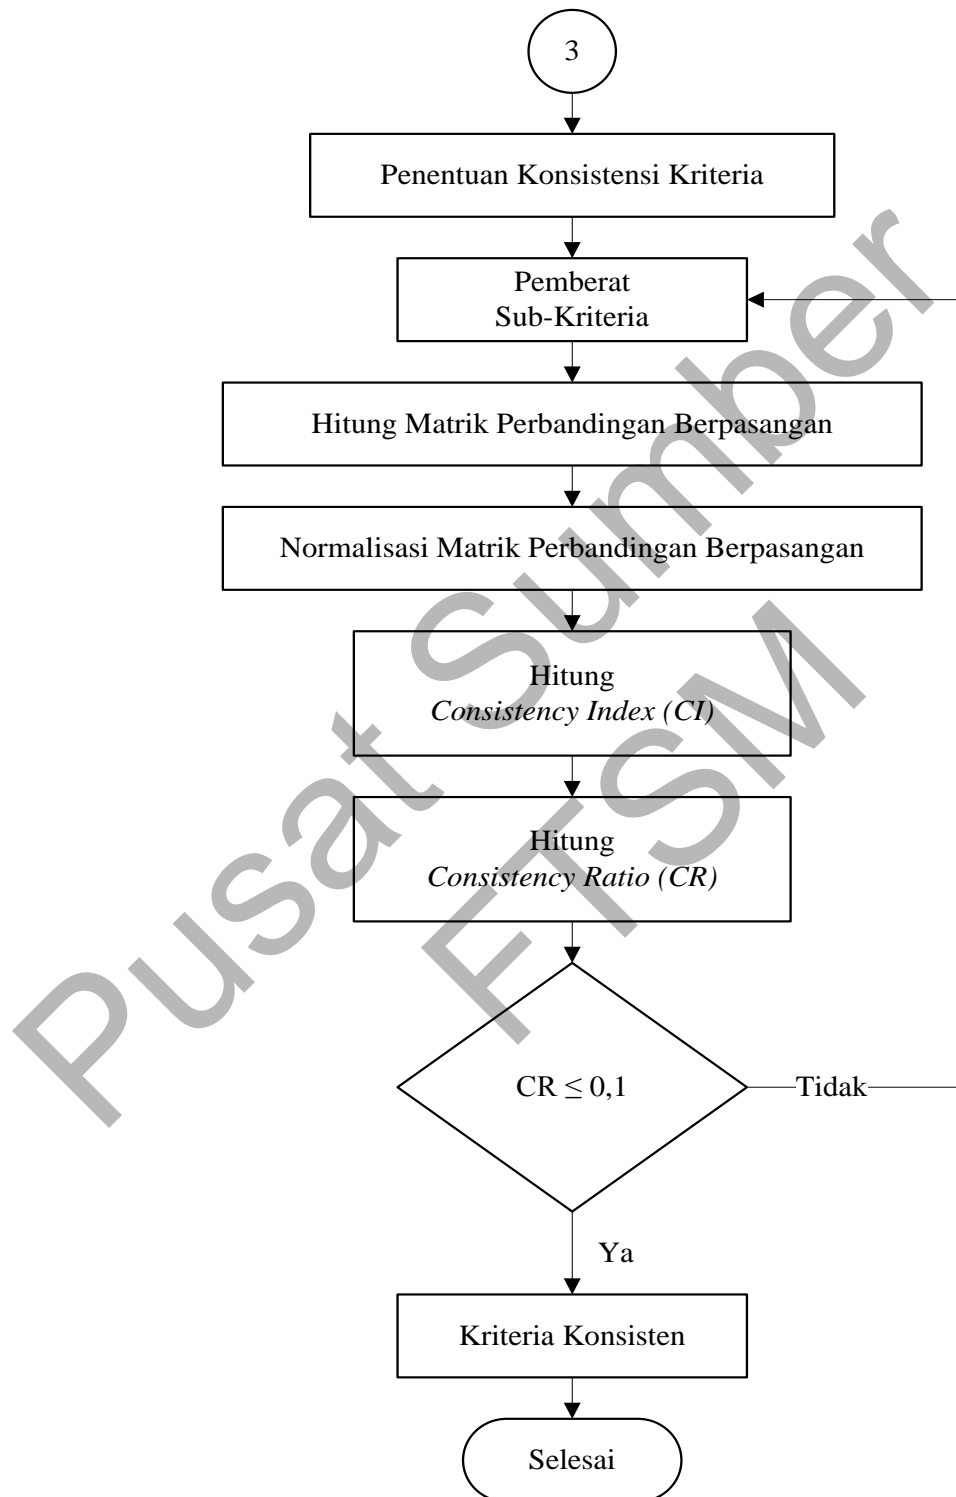 3
Penentuan Konsistensi Kriteria
Pemberat
Sub-Kriteria
Hitung Matrik Perbandingan Berpasangan
Normalisasi Matrik Perbandingan Berpasangan
Hitung
Consistency Index (CI)
Hitung
Consistency Ratio (CR)
CR ≤ 0,1
Tidak
Ya
Kriteria Konsisten
Selesai
Pusat Sumber
FTSM